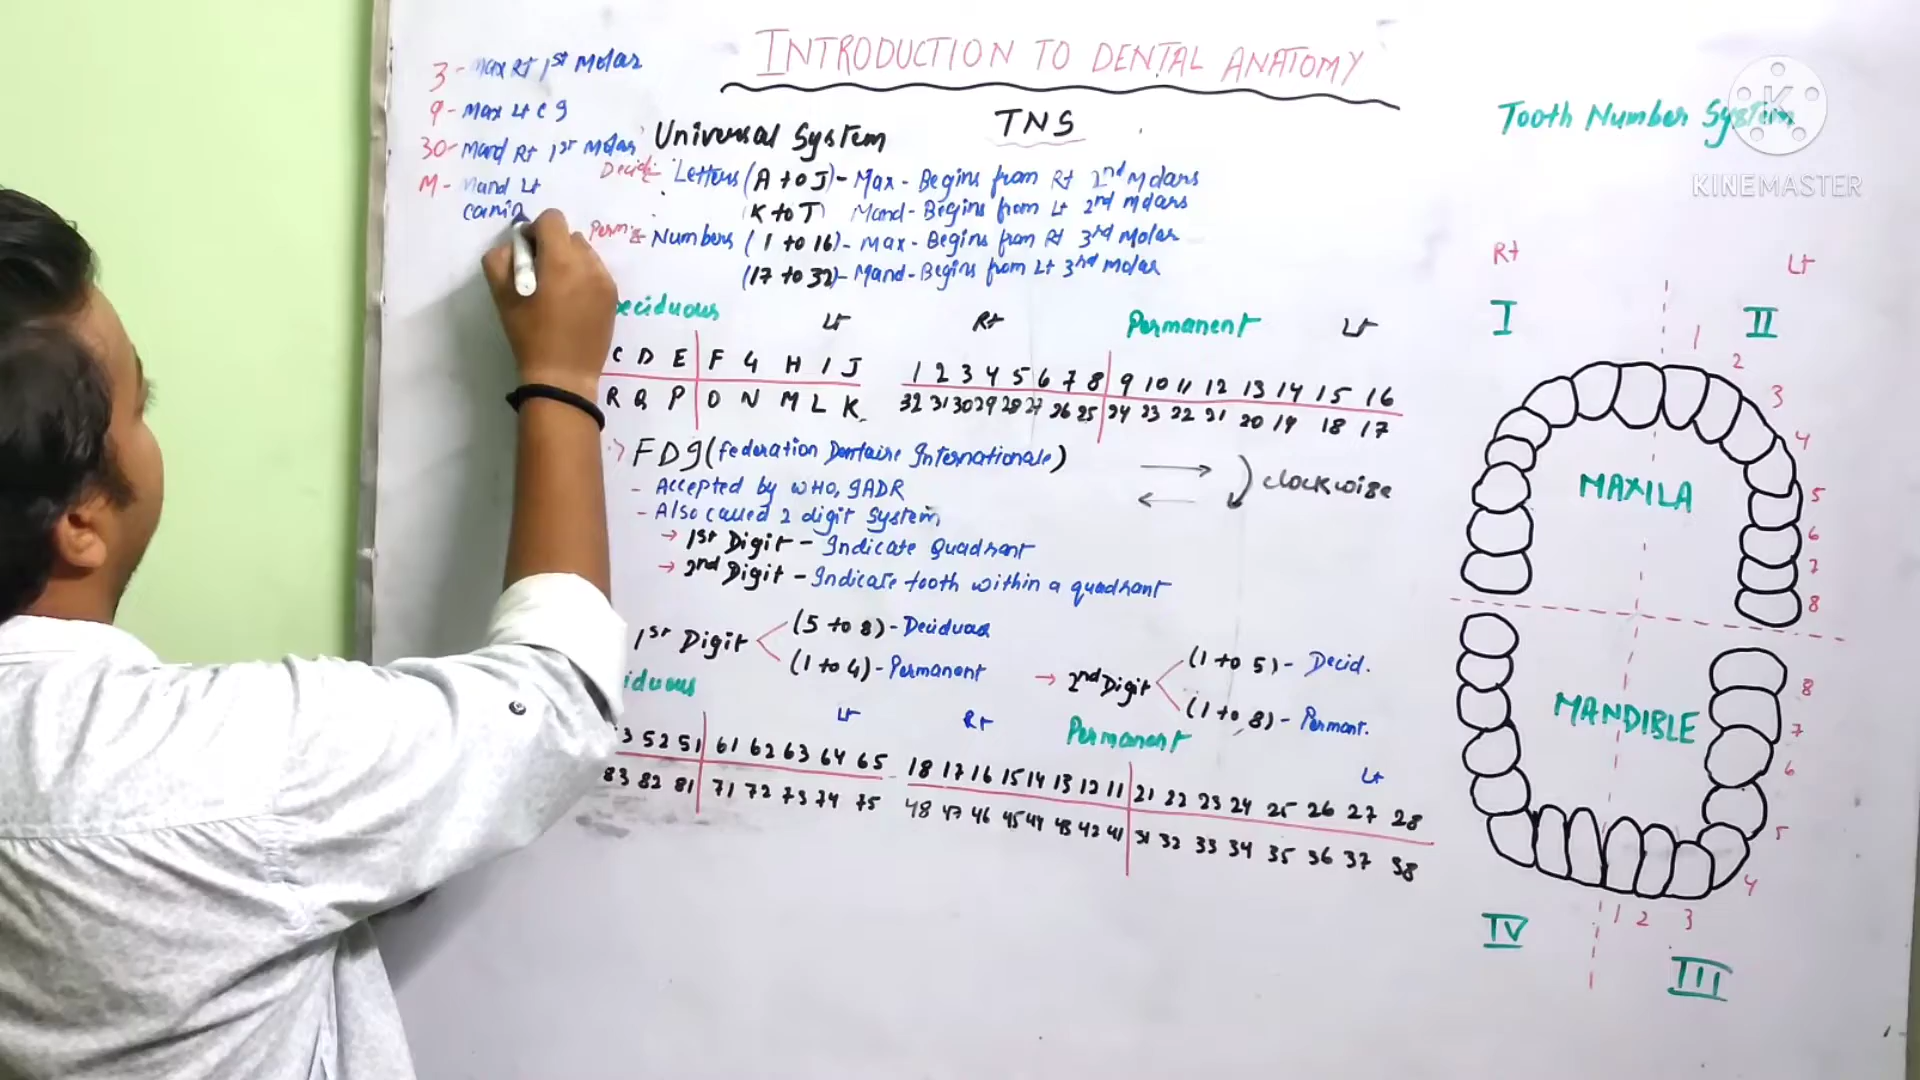 INTRODUCTION TO DENTAL ANATOMY
TNS
Tooth Number System
KINEMASTER
3 - Max Rt 1st Molar
9 - Max Lt C I
30 - Mand Rt 1st Molar
M - Mand Lt
Canin
Universal System
Decid - Letters (A to J) - Max - Begins from Rt 2nd Molars
(K to T) Mand - Begins from Lt 2nd molars
Perm - Numbers (1 to 16) - Max - Begins from Rt 3rd Molar
(17 to 32) - Mand - Begins from Lt 3rd molar
eciduous Lt
C D E F G H I J
R Q P O N M L K
Rt Permanent Lt
1 2 3 4 5 6 7 8 9 10 11 12 13 14 15 16
32 31 30 29 28 27 26 25 24 23 22 21 20 19 18 17
FDI (Federation Dentaire Internationale)
- Accepted by WHO, IADR
- Also called 2 digit System
→ 1st Digit - Indicate Quadrant
→ 2nd Digit - Indicate tooth within a quadrant
→ ← clockwise
1st Digit (5 to 8) - Deciduous
(1 to 4) - Permanent
→ 2nd Digit (1 to 5) - Decid.
(1 to 8) - Permant.
iduous Lt
3 52 51 61 62 63 64 65
83 82 81 71 72 73 74 75
Rt Permanent Lt
18 17 16 15 14 13 12 11 21 22 23 24 25 26 27 28
48 47 46 45 44 43 42 41 31 32 33 34 35 36 37 38
Rt Lt
I II
1
2
3
4
5
6
7
8
MAXILA
MANDIBLE
8
7
6
5
4
1 2 3
IV III